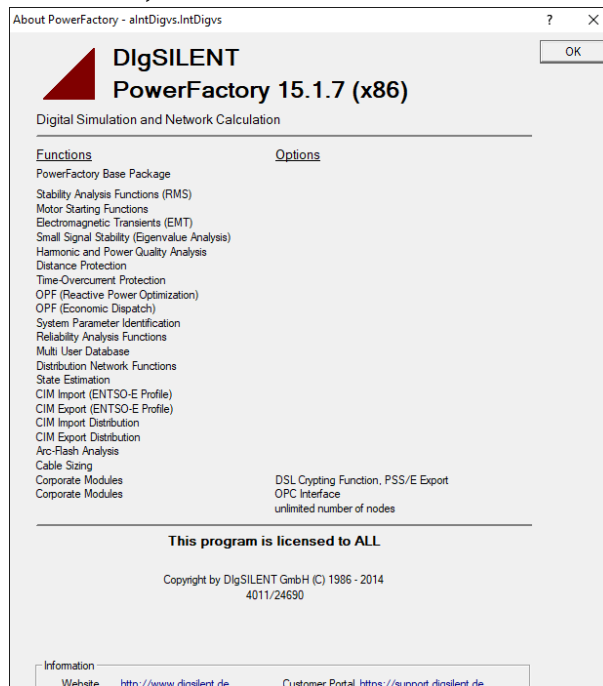 About PowerFactory - aIntDigvs.IntDigvs ? X
OK
DIgSILENT
PowerFactory 15.1.7 (x86)
Digital Simulation and Network Calculation
Functions Options
PowerFactory Base Package
Stability Analysis Functions (RMS)
Motor Starting Functions
Electromagnetic Transients (EMT)
Small Signal Stability (Eigenvalue Analysis)
Harmonic and Power Quality Analysis
Distance Protection
Time-Overcurrent Protection
OPF (Reactive Power Optimization)
OPF (Economic Dispatch)
System Parameter Identification
Reliability Analysis Functions
Multi User Database
Distribution Network Functions
State Estimation
CIM Import (ENTSO-E Profile)
CIM Export (ENTSO-E Profile)
CIM Import Distribution
CIM Export Distribution
Arc-Flash Analysis
Cable Sizing
Corporate Modules DSL Crypting Function, PSS/E Export
Corporate Modules OPC Interface
unlimited number of nodes
This program is licensed to ALL
Copyright by DIgSILENT GmbH (C) 1986 - 2014
4011/24690
Information
Website http://www.digsilent.de Customer Portal https://support.digsilent.de